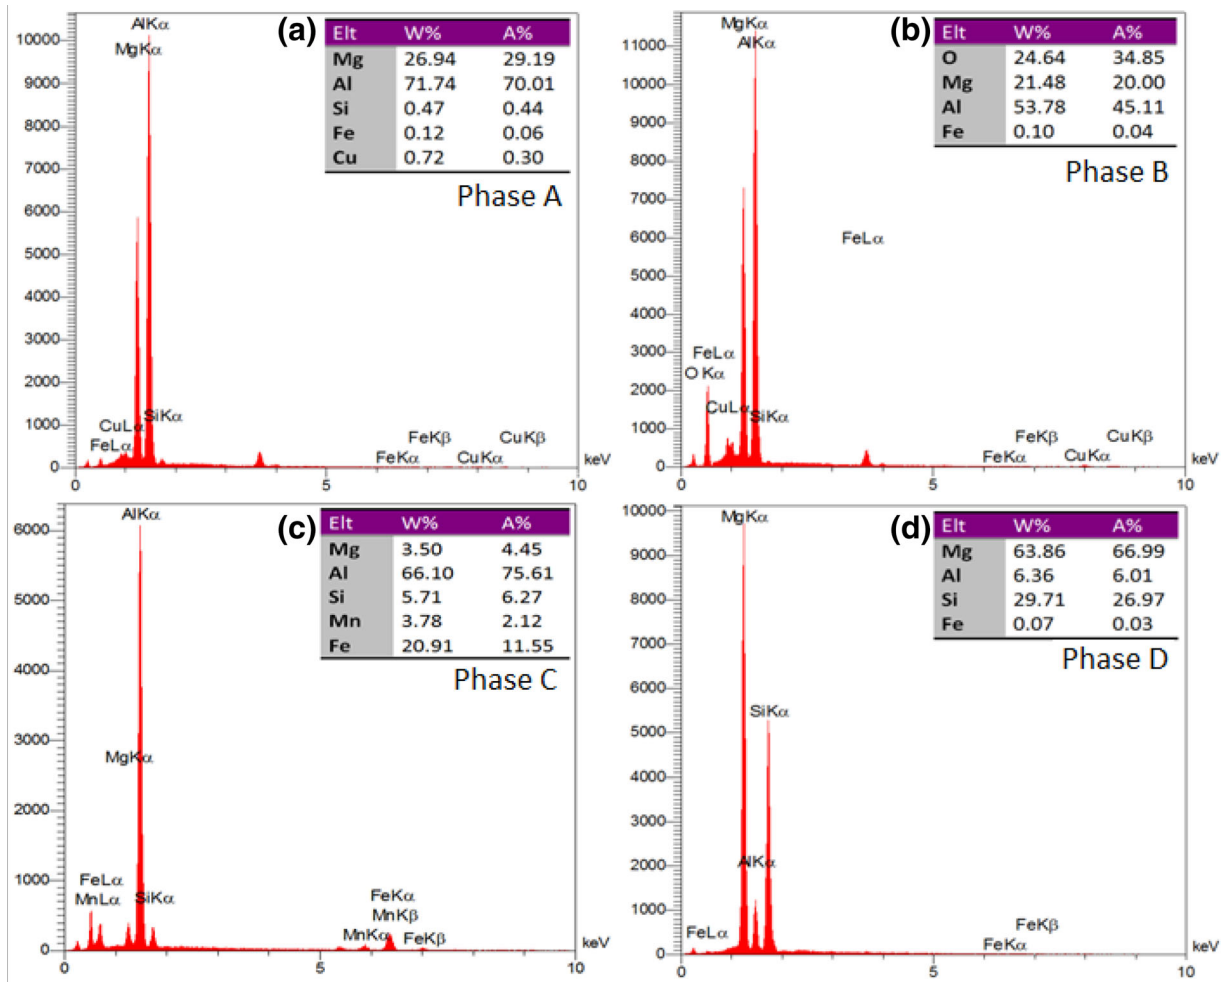 (a)
AlKα
MgKα
Elt W% A%
Mg 26.94 29.19
Al 71.74 70.01
Si 0.47 0.44
Fe 0.12 0.06
Cu 0.72 0.30
Phase A
10000
9000
8000
7000
6000
5000
4000
3000
2000
1000
0
CuLα
SiKα
FeLα
FeKβ
CuKβ
FeKα
CuKα
0 5 10
keV
(b)
MgKα
AlKα
Elt W% A%
O 24.64 34.85
Mg 21.48 20.00
Al 53.78 45.11
Fe 0.10 0.04
Phase B
11000
10000
9000
8000
7000
6000
5000
4000
3000
2000
1000
0
FeLα
FeLα
O Kα
CuLα
SiKα
FeKβ
CuKβ
FeKα
CuKα
0 5 10
keV
(c)
AlKα
Elt W% A%
Mg 3.50 4.45
Al 66.10 75.61
Si 5.71 6.27
Mn 3.78 2.12
Fe 20.91 11.55
Phase C
6000
5000
4000
3000
2000
1000
0
MgKα
FeLα
MnLα
SiKα
FeKα
MnKβ
MnKα
FeKβ
0 5 10
keV
(d)
MgKα
Elt W% A%
Mg 63.86 66.99
Al 6.36 6.01
Si 29.71 26.97
Fe 0.07 0.03
Phase D
10000
9000
8000
7000
6000
5000
4000
3000
2000
1000
0
SiKα
AlKα
FeLα
FeKβ
FeKα
0 5 10
keV